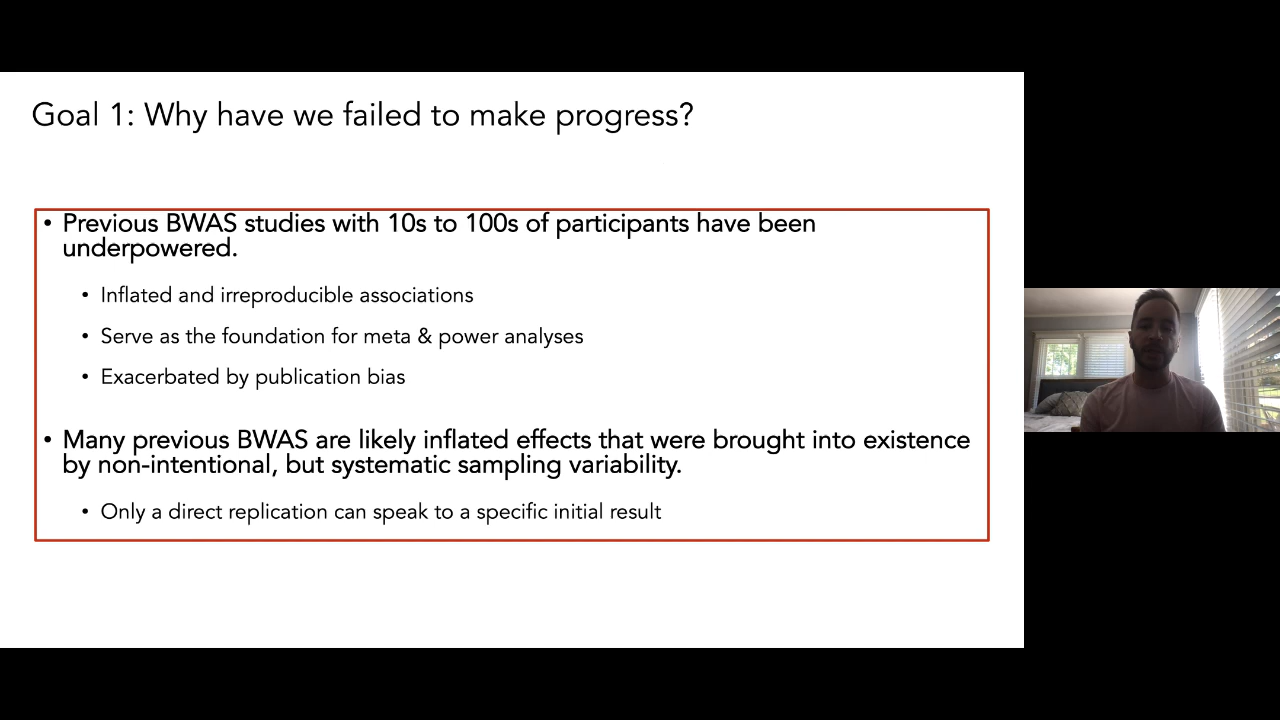 Goal 1: Why have we failed to make progress?
• Previous BWAS studies with 10s to 100s of participants have been
underpowered.
• Inflated and irreproducible associations
• Serve as the foundation for meta & power analyses
• Exacerbated by publication bias
• Many previous BWAS are likely inflated effects that were brought into existence
by non-intentional, but systematic sampling variability.
• Only a direct replication can speak to a specific initial result